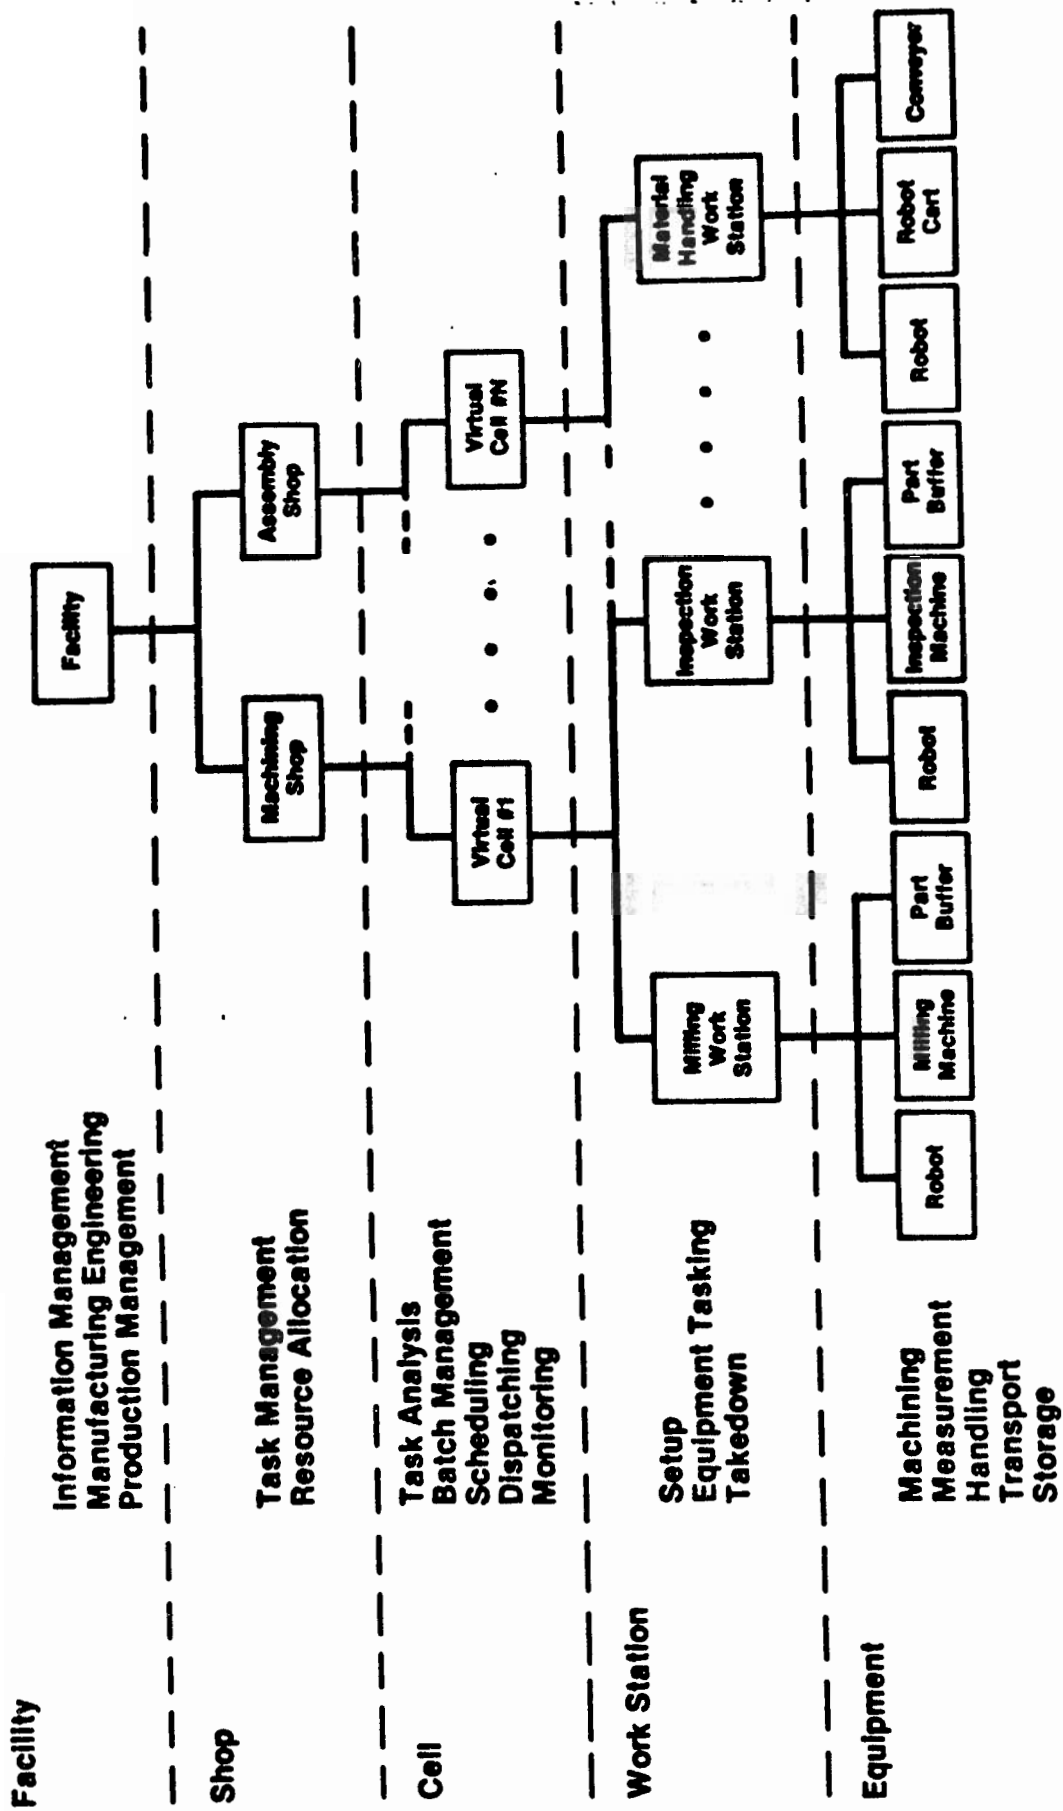 Facility
Information Management
Manufacturing Engineering
Production Management
Facility
Shop
Task Management
Resource Allocation
Machining
Shop
Assembly
Shop
Cell
Task Analysis
Batch Management
Scheduling
Dispatching
Monitoring
Virtual
Cell #1
Virtual
Cell #N
Work Station
Setup
Equipment Tasking
Takedown
Milling
Work
Station
Inspection
Work
Station
Material
Handling
Work
Station
Equipment
Machining
Measurement
Handling
Transport
Storage
Robot
Milling
Machine
Part
Buffer
Robot
Inspection
Machine
Part
Buffer
Robot
Robot
Cart
Conveyer